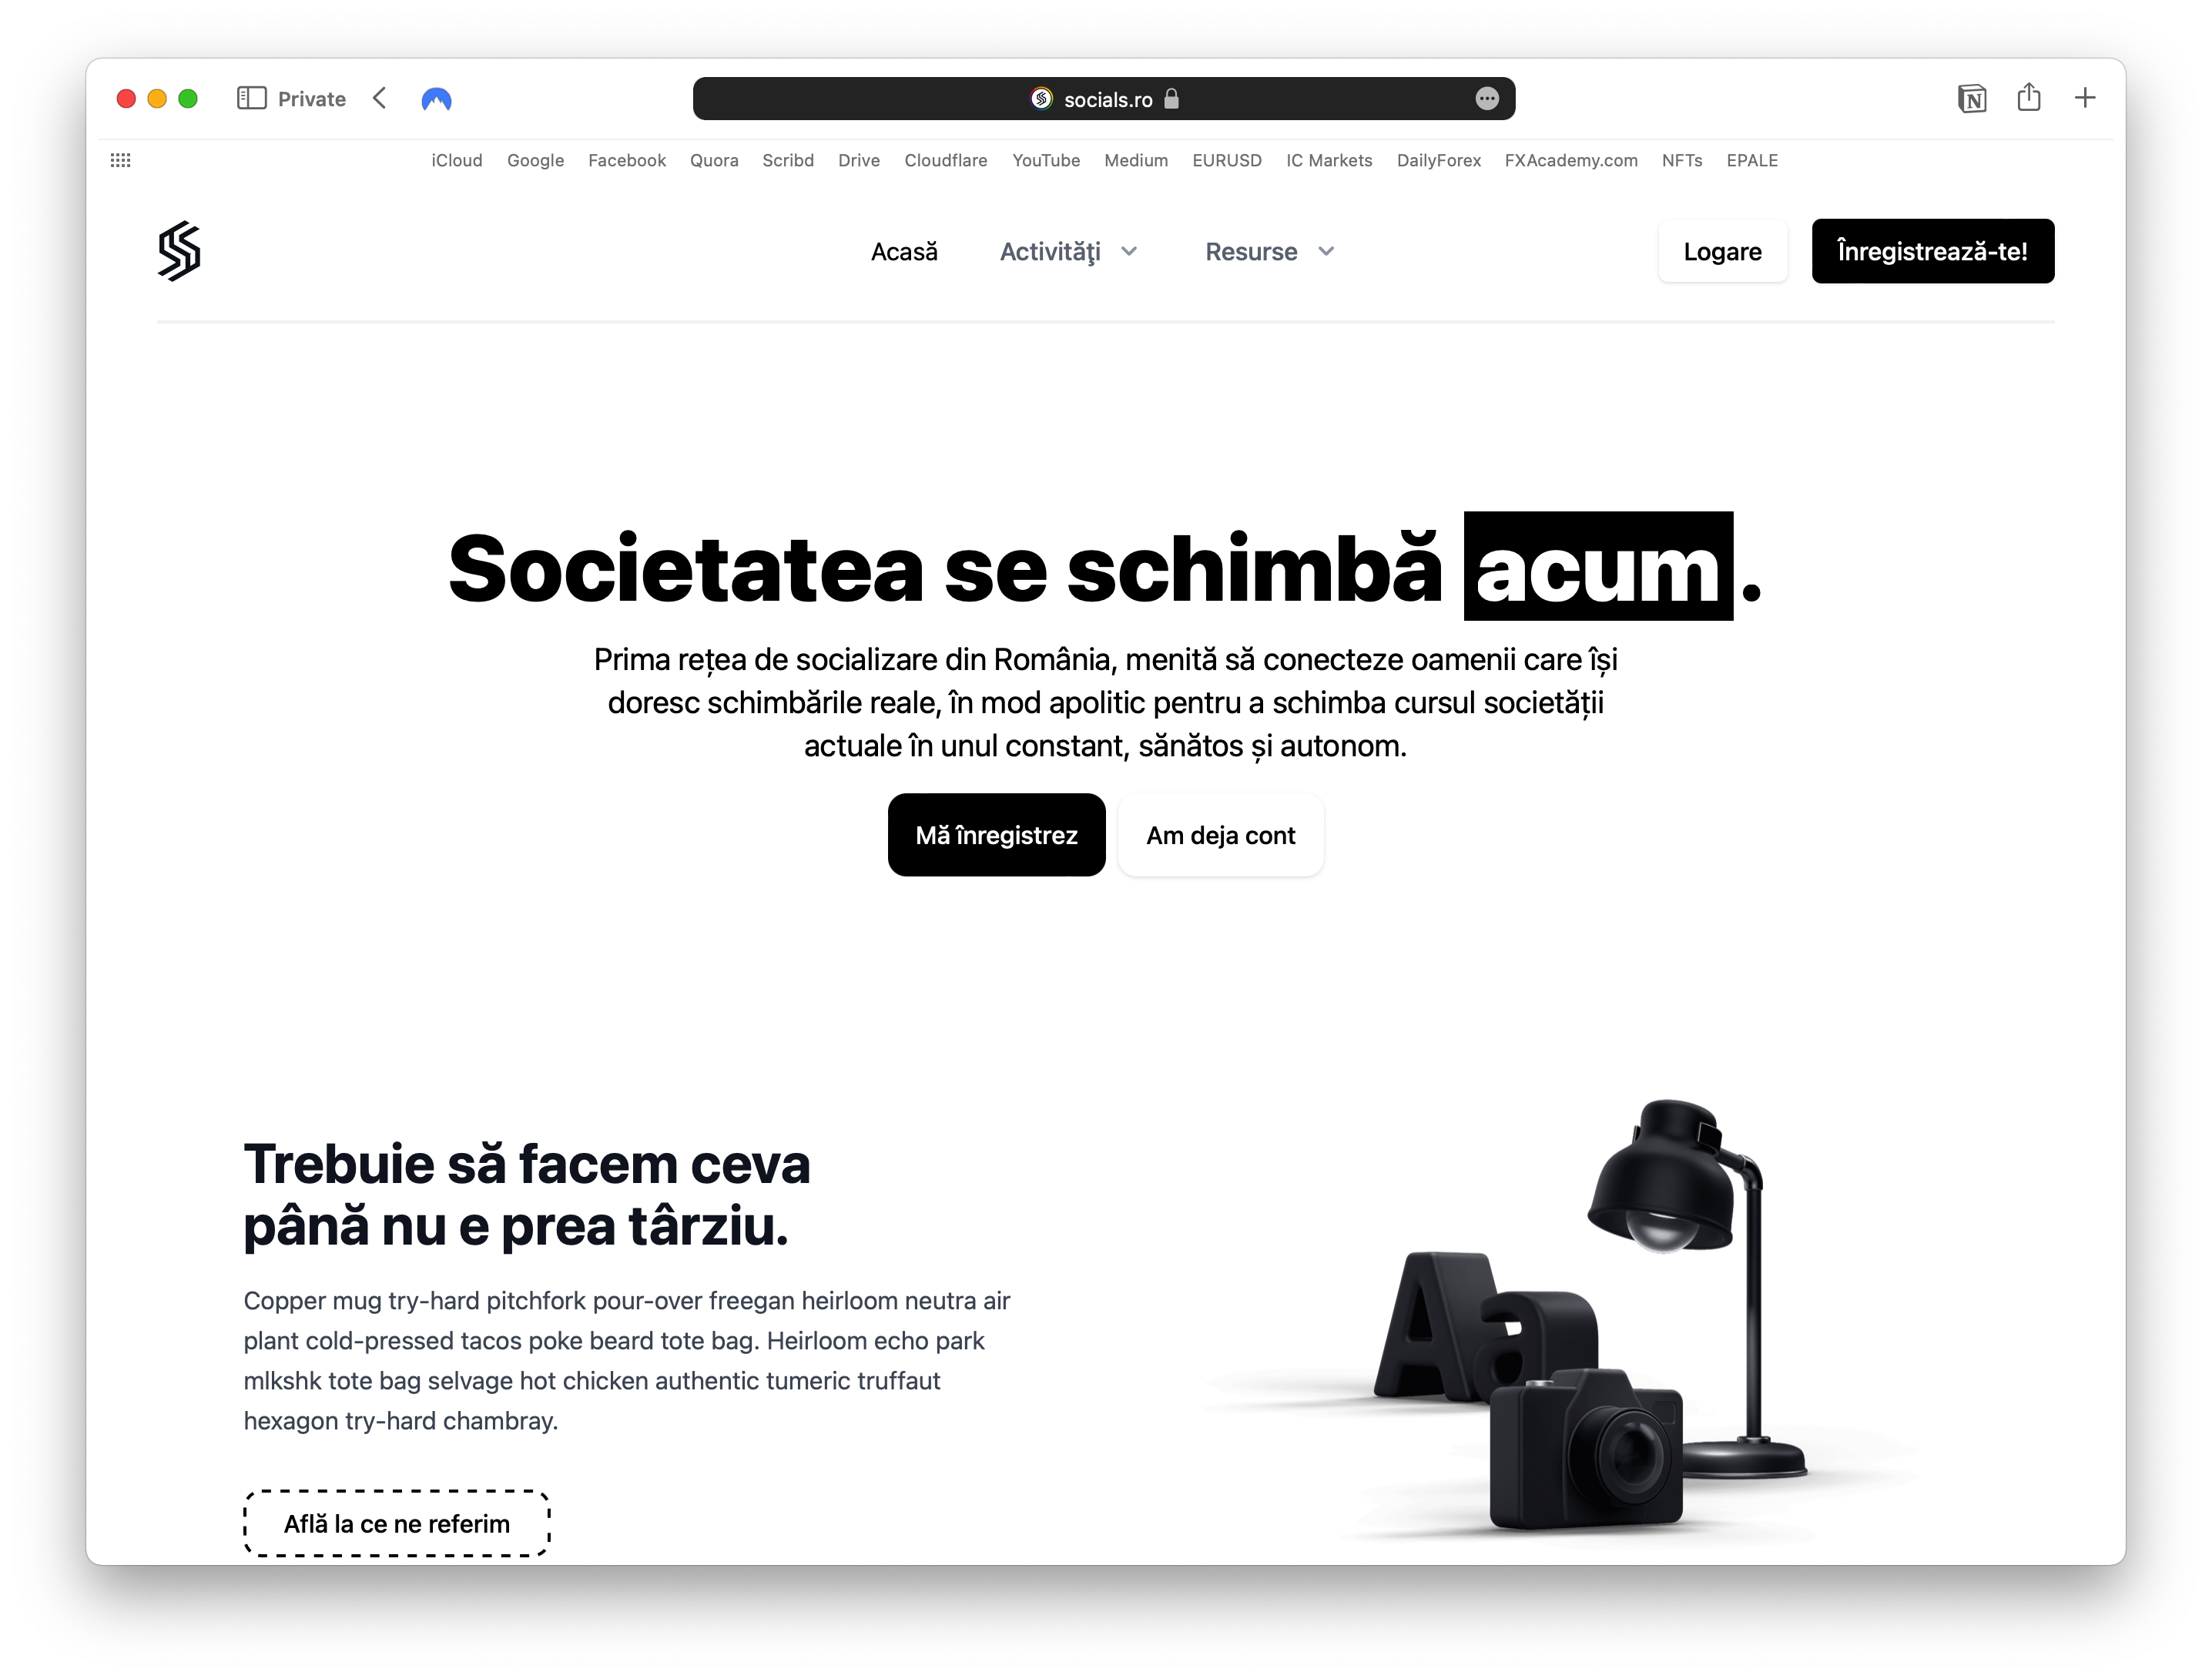 Private
socials.ro
iCloud Google Facebook Quora Scribd Drive Cloudflare YouTube Medium EURUSD IC Markets DailyForex FXAcademy.com NFTs EPALE
Acasă Activităţi Resurse Logare Înregistrează-te!
Societatea se schimbă acum.
Prima rețea de socializare din România, menită să conecteze oamenii care își
doresc schimbările reale, în mod apolitic pentru a schimba cursul societății
actuale în unul constant, sănătos și autonom.
Mă înregistrez Am deja cont
Trebuie să facem ceva
până nu e prea târziu.
Copper mug try-hard pitchfork pour-over freegan heirloom neutra air
plant cold-pressed tacos poke beard tote bag. Heirloom echo park
mlkshk tote bag selvage hot chicken authentic tumeric truffaut
hexagon try-hard chambray.
Aa
Află la ce ne referim